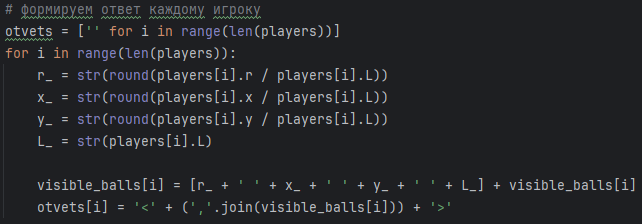 # формируем ответ каждому игроку
otvets = ['' for i in range(len(players))]
for i in range(len(players)):
    r_ = str(round(players[i].r / players[i].L))
    x_ = str(round(players[i].x / players[i].L))
    y_ = str(round(players[i].y / players[i].L))
    L_ = str(players[i].L)
    visible_balls[i] = [r_ + ' ' + x_ + ' ' + y_ + ' ' + L_] + visible_balls[i]
    otvets[i] = '<' + (','.join(visible_balls[i])) + '>'